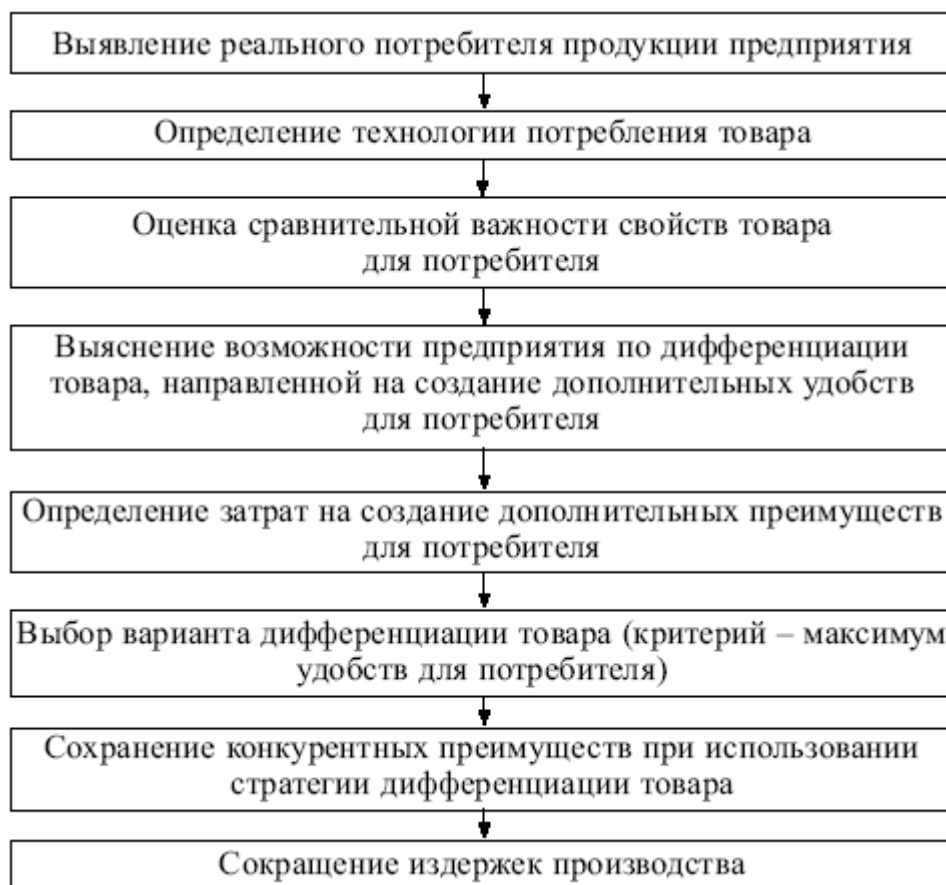 Выявление реального потребителя продукции предприятия
Определение технологии потребления товара
Оценка сравнительной важности свойств товара
для потребителя
Выяснение возможности предприятия по дифференциации
товара, направленной на создание дополнительных удобств
для потребителя
Определение затрат на создание дополнительных преимуществ
для потребителя
Выбор варианта дифференциации товара (критерий – максимум
удобств для потребителя)
Сохранение конкурентных преимуществ при использовании
стратегии дифференциации товара
Сокращение издержек производства